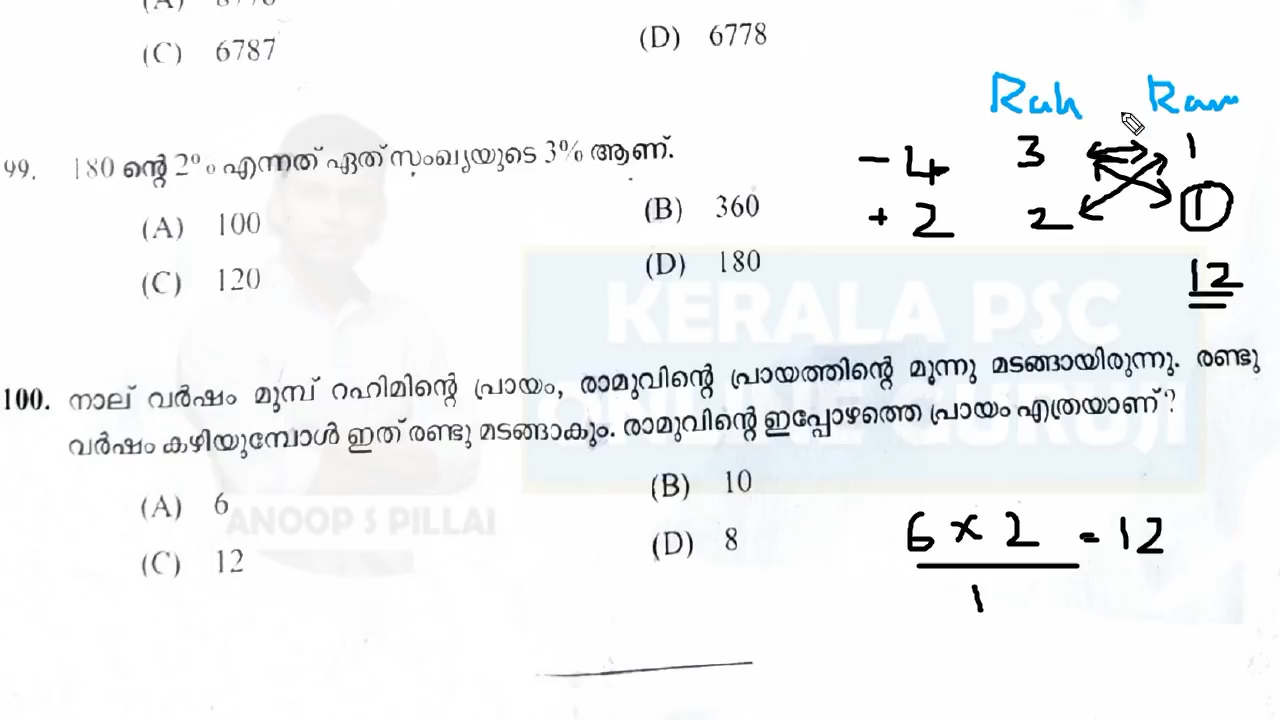 (C) 6787 (D) 6778
Rah Ram
99. 180 ന്റെ 2% എന്നത് ഏത് സംഖ്യയുടെ 3% ആണ്.
- 4 3 1
+ 2 2 1
(A) 100 (B) 360
(C) 120 (D) 180
12
KERALA PSC
ONLINE GURUJI
100. നാല് വർഷം മുമ്പ് റഹിമിന്റെ പ്രായം, രാമുവിന്റെ പ്രായത്തിന്റെ മൂന്നു മടങ്ങായിരുന്നു. രണ്ടു
വർഷം കഴിയുമ്പോൾ ഇത് രണ്ടു മടങ്ങാകും. രാമുവിന്റെ ഇപ്പോഴത്തെ പ്രായം എത്രയാണ്?
(A) 6 (B) 10
ANOOP S PILLAI
(C) 12 (D) 8
6 × 2 = 12
1